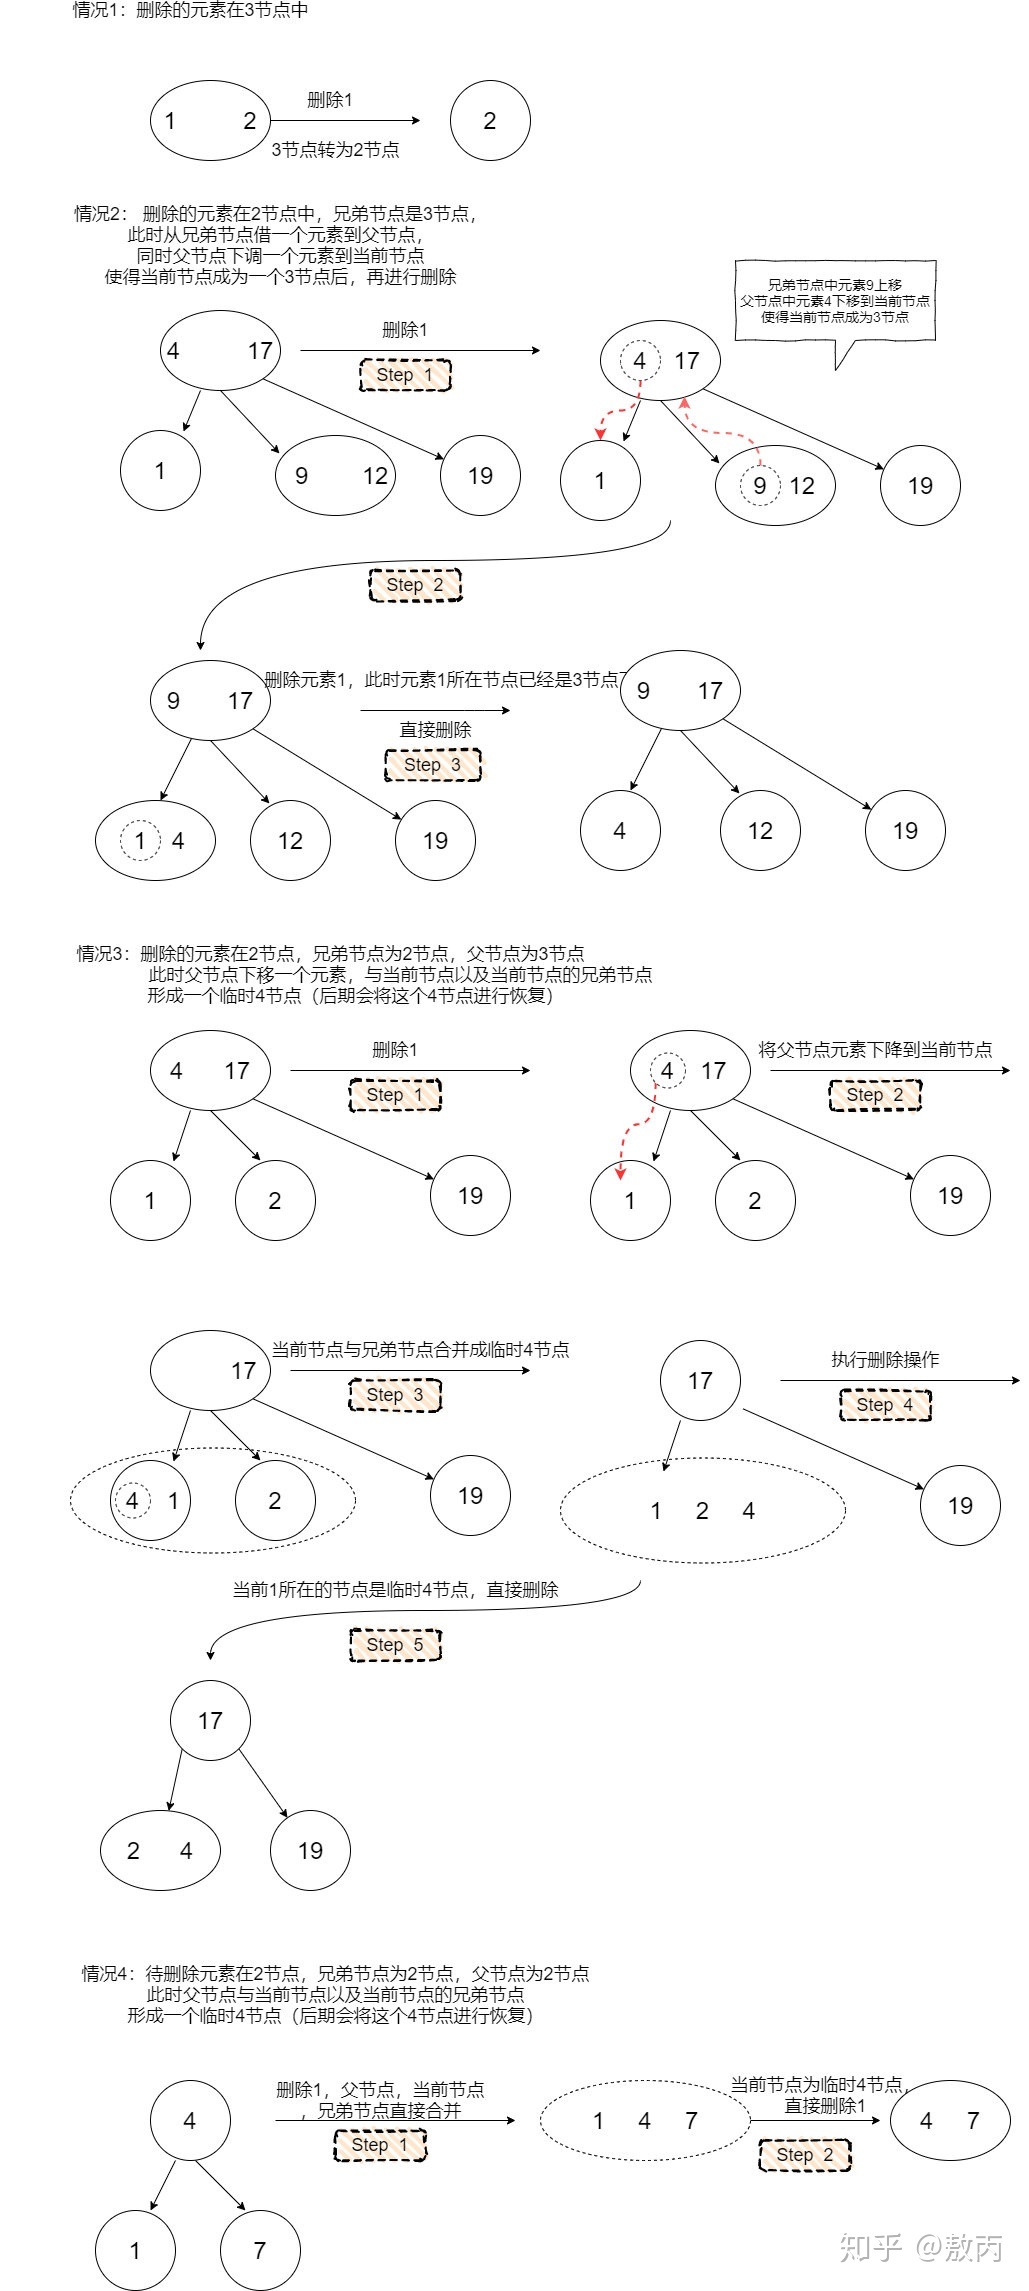 情况1：删除的元素在3节点中
删除1
1 2
2
3节点转为2节点
情况2： 删除的元素在2节点中，兄弟节点是3节点，
此时从兄弟节点借一个元素到父节点，
同时父节点下调一个元素到当前节点
使得当前节点成为一个3节点后，再进行删除
兄弟节点中元素9上移
父节点中元素4下移到当前节点
使得当前节点成为3节点
删除1
4 17
4 17
Step 1
1
9 12
19
1
9 12
19
Step 2
删除元素1，此时元素1所在节点已经是3节点
9 17
9 17
直接删除
Step 3
1 4
12
19
4
12
19
情况3：删除的元素在2节点，兄弟节点为2节点，父节点为3节点
此时父节点下移一个元素，与当前节点以及当前节点的兄弟节点
形成一个临时4节点（后期会将这个4节点进行恢复）
删除1
将父节点元素下降到当前节点
4 17
4 17
Step 1
Step 2
1
2
19
1
2
19
当前节点与兄弟节点合并成临时4节点
执行删除操作
17
17
Step 3
Step 4
4 1
2
19
1 2 4
19
当前1所在的节点是临时4节点，直接删除
Step 5
17
2 4
19
情况4：待删除元素在2节点，兄弟节点为2节点，父节点为2节点
此时父节点与当前节点以及当前节点的兄弟节点
形成一个临时4节点（后期会将这个4节点进行恢复）
删除1，父节点，当前节点
，兄弟节点直接合并
当前节点为临时4节点，
直接删除1
4
1 4 7
4 7
Step 1
Step 2
1
7
知乎 @敖丙